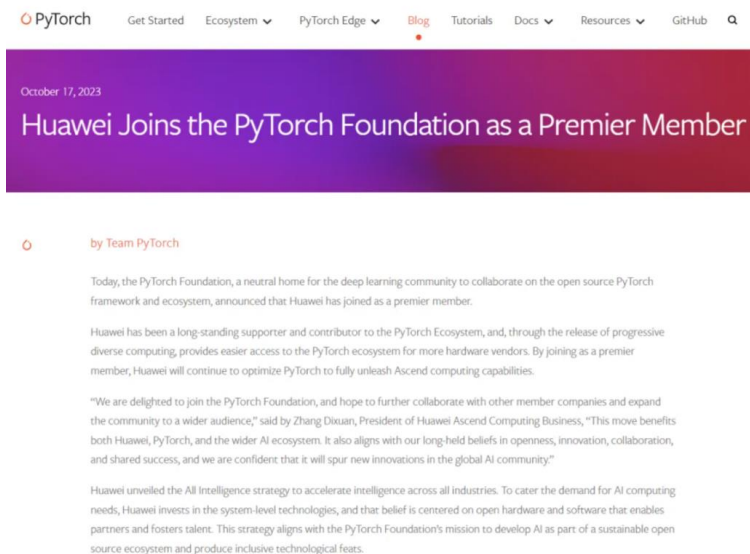 PyTorch Get Started Ecosystem PyTorch Edge Blog Tutorials Docs Resources GitHub
October 17, 2023
Huawei Joins the PyTorch Foundation as a Premier Member
by Team PyTorch
Today, the PyTorch Foundation, a neutral home for the deep learning community to collaborate on the open source PyTorch
framework and ecosystem, announced that Huawei has joined as a premier member.
Huawei has been a long-standing supporter and contributor to the PyTorch Ecosystem, and, through the release of progressive
diverse computing, provides easier access to the PyTorch ecosystem for more hardware vendors. By joining as a premier
member, Huawei will continue to optimize PyTorch to fully unleash Ascend computing capabilities.
“We are delighted to join the PyTorch Foundation, and hope to further collaborate with other member companies and expand
the community to a wider audience,” said by Zhang Dixuan, President of Huawei Ascend Computing Business, “This move benefits
both Huawei, PyTorch, and the wider AI ecosystem. It also aligns with our long-held beliefs in openness, innovation, collaboration,
and shared success, and we are confident that it will spur new innovations in the global AI community.”
Huawei unveiled the All Intelligence strategy to accelerate intelligence across all industries. To cater the demand for AI computing
needs, Huawei invests in the system-level technologies, and that belief is centered on open hardware and software that enables
partners and fosters talent. This strategy aligns with the PyTorch Foundation’s mission to develop AI as part of a sustainable open
source ecosystem and produce inclusive technological feats.